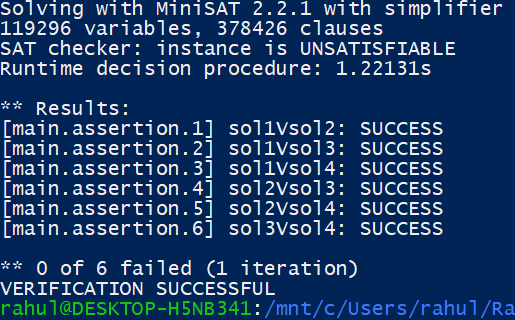 Solving with MiniSAT 2.2.1 with simplifier
119296 variables, 378426 clauses
SAT checker: instance is UNSATISFIABLE
Runtime decision procedure: 1.22131s
** Results:
[main.assertion.1] sol1Vsol2: SUCCESS
[main.assertion.2] sol1Vsol3: SUCCESS
[main.assertion.3] sol1Vsol4: SUCCESS
[main.assertion.4] sol2Vsol3: SUCCESS
[main.assertion.5] sol2Vsol4: SUCCESS
[main.assertion.6] sol3Vsol4: SUCCESS
** 0 of 6 failed (1 iteration)
VERIFICATION SUCCESSFUL
rahul@DESKTOP-H5NB341:/mnt/c/Users/rahul/Ra